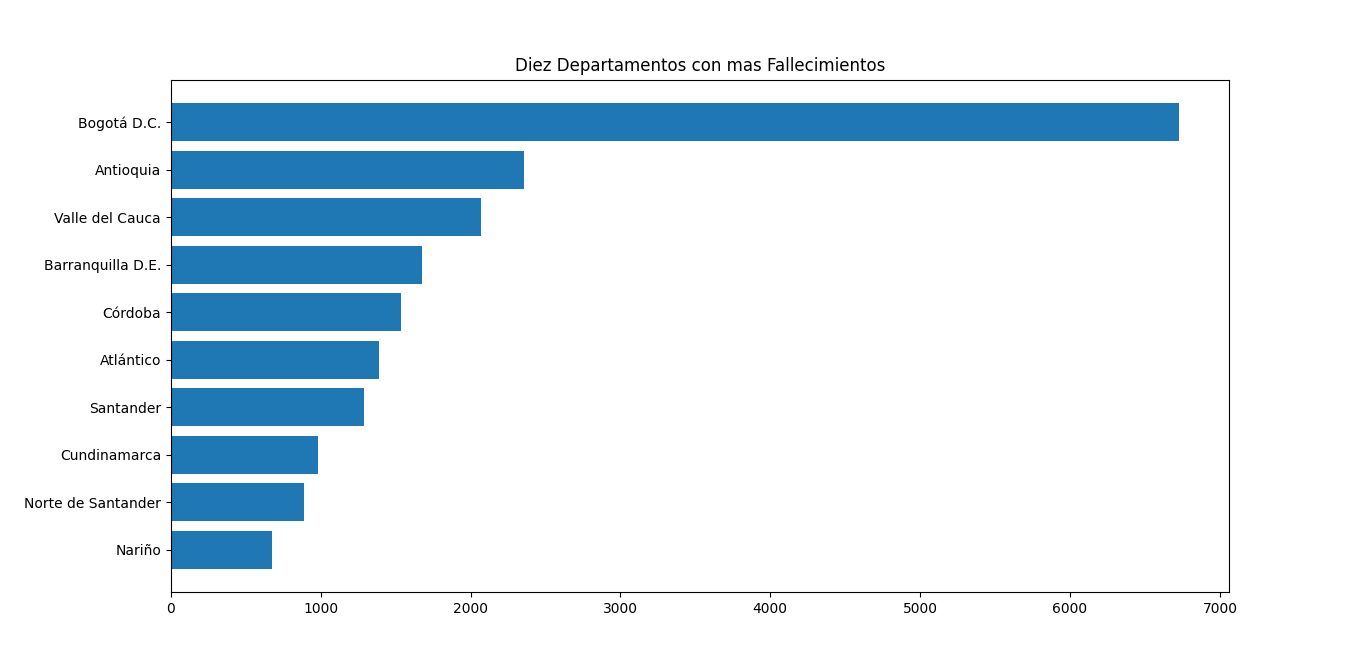 Diez Departamentos con mas Fallecimientos
Bogotá D.C.
Antioquia
Valle del Cauca
Barranquilla D.E.
Córdoba
Atlántico
Santander
Cundinamarca
Norte de Santander
Nariño
0 1000 2000 3000 4000 5000 6000 7000